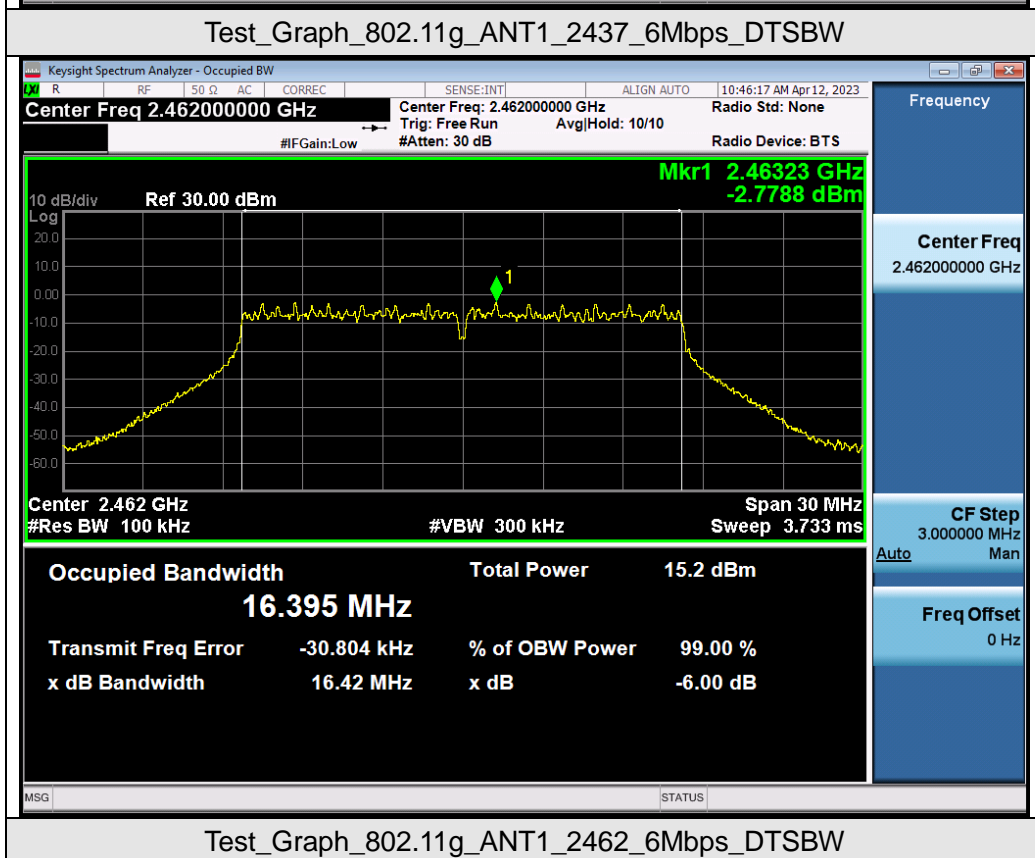 Test_Graph_802.11g_ANT1_2437_6Mbps_DTSBW
Keysight Spectrum Analyzer - Occupied BW
LXI R RF 50 Ω AC CORREC SENSE:INT ALIGN AUTO 10:46:17 AM Apr 12, 2023
Center Freq 2.462000000 GHz
Center Freq: 2.462000000 GHz Radio Std: None
Trig: Free Run Avg|Hold: 10/10
#IFGain:Low #Atten: 30 dB Radio Device: BTS
Frequency
Mkr1 2.46323 GHz
-2.7788 dBm
10 dB/div Ref 30.00 dBm
Log
20.0
10.0
0.00
-10.0
-20.0
-30.0
-40.0
-50.0
-60.0
1
Center 2.462 GHz Span 30 MHz
#Res BW 100 kHz #VBW 300 kHz Sweep 3.733 ms
Center Freq
2.462000000 GHz
CF Step
3.000000 MHz
Auto Man
Freq Offset
0 Hz
Occupied Bandwidth Total Power 15.2 dBm
16.395 MHz
Transmit Freq Error -30.804 kHz % of OBW Power 99.00 %
x dB Bandwidth 16.42 MHz x dB -6.00 dB
MSG STATUS
Test_Graph_802.11g_ANT1_2462_6Mbps_DTSBW